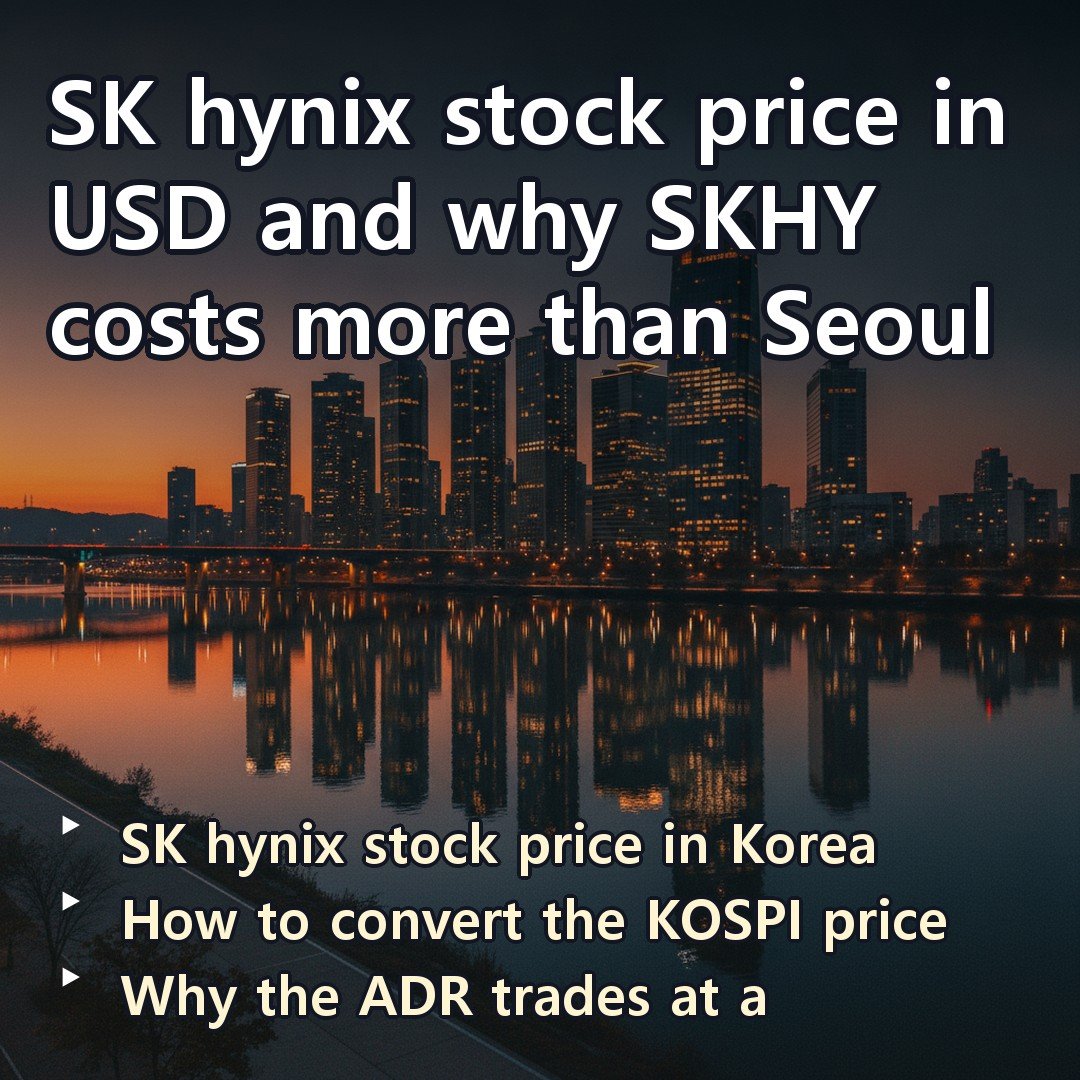 SK hynix stock price in
USD and why SKHY
costs more than Seoul
SK hynix stock price in Korea
How to convert the KOSPI price
Why the ADR trades at a